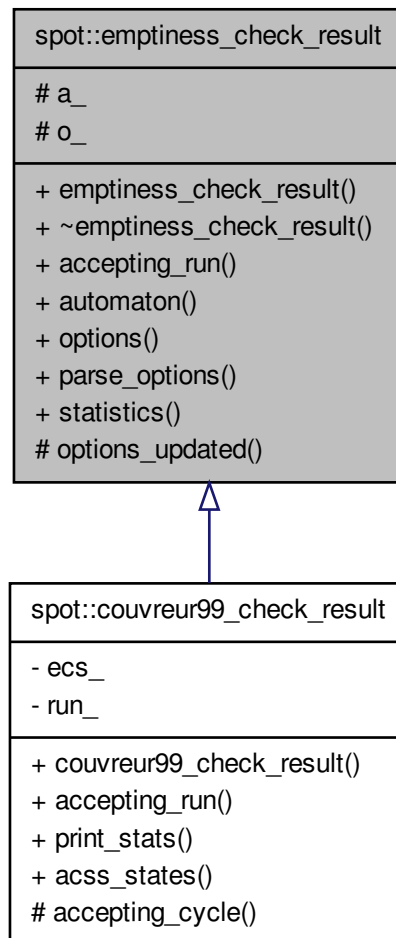 spot::emptiness_check_result
# a_
# o_
+ emptiness_check_result()
+ ~emptiness_check_result()
+ accepting_run()
+ automaton()
+ options()
+ parse_options()
+ statistics()
# options_updated()
spot::couvreur99_check_result
- ecs_
- run_
+ couvreur99_check_result()
+ accepting_run()
+ print_stats()
+ acss_states()
# accepting_cycle()